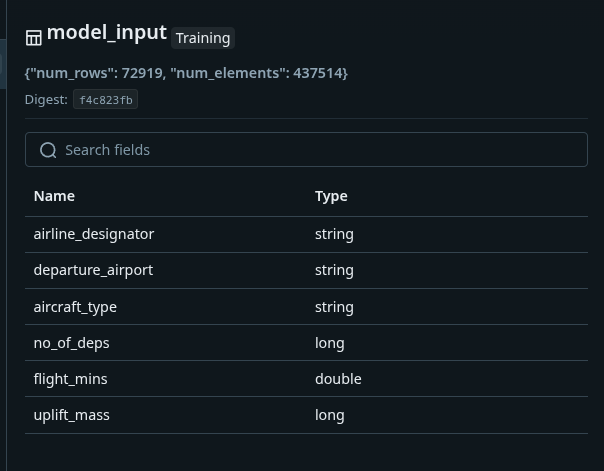 model_input Training
{"num_rows": 72919, "num_elements": 437514}
Digest: f4c823fb
Search fields
Name Type
airline_designator string
departure_airport string
aircraft_type string
no_of_deps long
flight_mins double
uplift_mass long